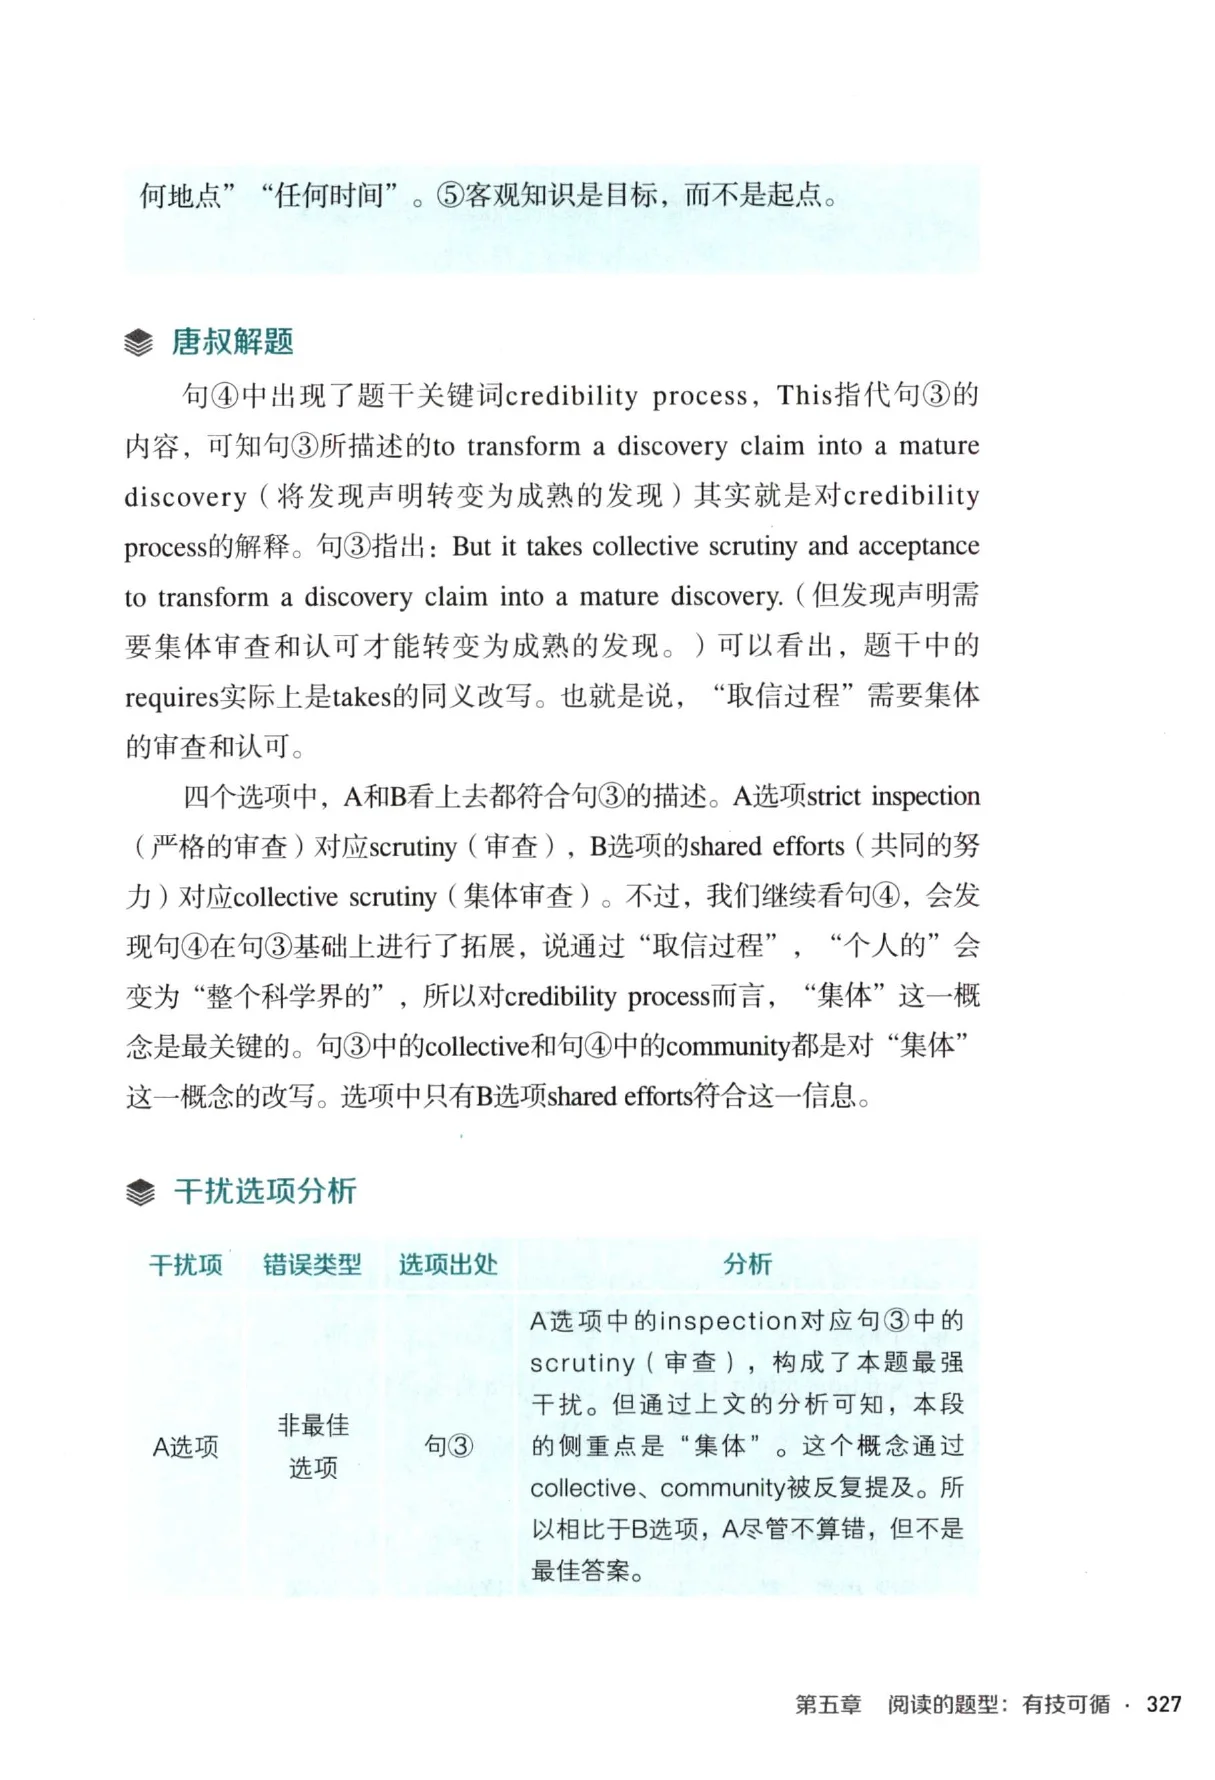 何地点” “任何时间”。⑤客观知识是目标，而不是起点。
唐叔解题
句④中出现了题干关键词credibility process，This指代句③的
内容，可知句③所描述的to transform a discovery claim into a mature
discovery（将发现声明转变为成熟的发现）其实就是对credibility
process的解释。句③指出：But it takes collective scrutiny and acceptance
to transform a discovery claim into a mature discovery.（但发现声明需
要集体审查和认可才能转变为成熟的发现。）可以看出，题干中的
requires实际上是takes的同义改写。也就是说，“取信过程”需要集体
的审查和认可。
四个选项中，A和B看上去都符合句③的描述。A选项strict inspection
（严格的审查）对应scrutiny（审查），B选项的shared efforts（共同的努
力）对应collective scrutiny（集体审查）。不过，我们继续看句④，会发
现句④在句③基础上进行了拓展，说通过“取信过程”，“个人的”会
变为“整个科学界的”，所以对credibility process而言，“集体”这一概
念是最关键的。句③中的collective和句④中的community都是对“集体”
这一概念的改写。选项中只有B选项shared efforts符合这一信息。
干扰选项分析
干扰项 错误类型 选项出处 分析
A选项
非最佳
选项
句③
A选项中的inspection对应句③中的
scrutiny（审查），构成了本题最强
干扰。但通过上文的分析可知，本段
的侧重点是“集体”。这个概念通过
collective、community被反复提及。所
以相比于B选项，A尽管不算错，但不是
最佳答案。
第五章 阅读的题型：有技可循 · 327